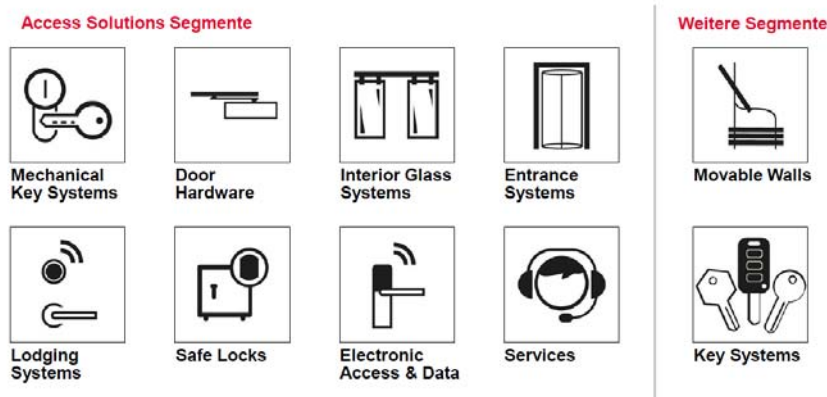 Access Solutions Segmente
Weitere Segmente
Mechanical
Key Systems
Door
Hardware
Interior Glass
Systems
Entrance
Systems
Movable Walls
Lodging
Systems
Safe Locks
Electronic
Access & Data
Services
Key Systems